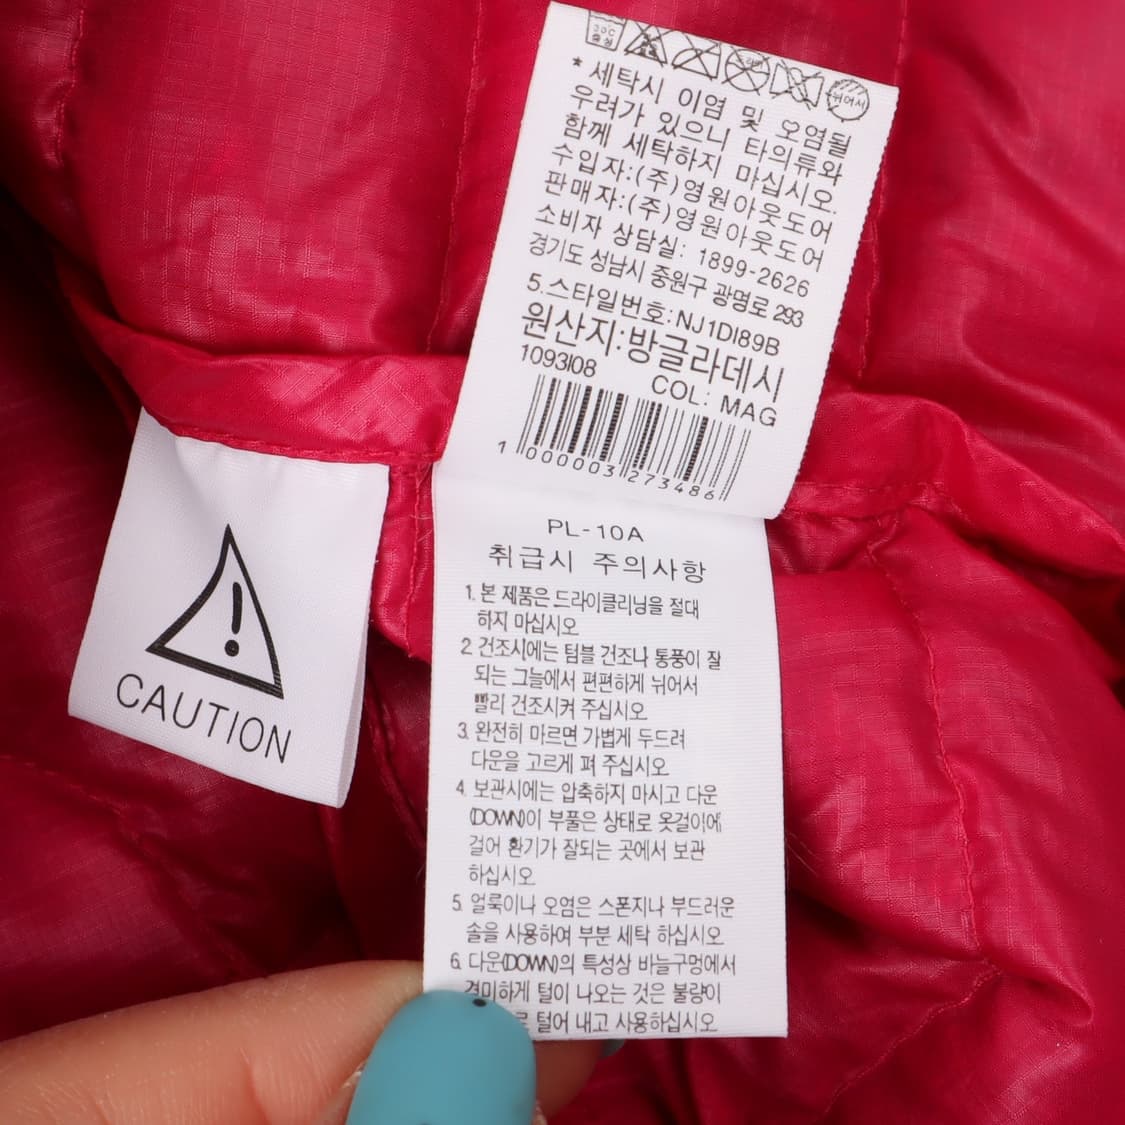 30℃
중성
드라이
뉘어서
* 세탁시 이염 및 오염될
우려가 있으니 타의류와
함께 세탁하지 마십시오.
수입자:(주)영원아웃도어
판매자:(주)영원아웃도어
소비자 상담실: 1899-2626
경기도 성남시 중원구 광명로 293
5.스타일번호:NJ1DI89B
원산지:방글라데시
1093I08 COL: MAG
1 000003 273486
CAUTION
PL-10A
취급시 주의사항
1. 본 제품은 드라이클리닝을 절대
하지 마십시오
2. 건조시에는 텀블 건조나 통풍이 잘
되는 그늘에서 편편하게 뉘어서
빨리 건조시켜 주십시오
3. 완전히 마르면 가볍게 두드려
다운을 고르게 펴 주십시오
4. 보관시에는 압축하지 마시고 다운
(DOWN)이 부풀은 상태로 옷걸이에
걸어 환기가 잘되는 곳에서 보관
하십시오
5. 얼룩이나 오염은 스폰지나 부드러운
솔을 사용하여 부분 세탁 하십시오
6. 다운(DOWN)의 특성상 바늘구멍에서
경미하게 털이 나오는 것은 불량이
로 털어 내고 사용하십시오